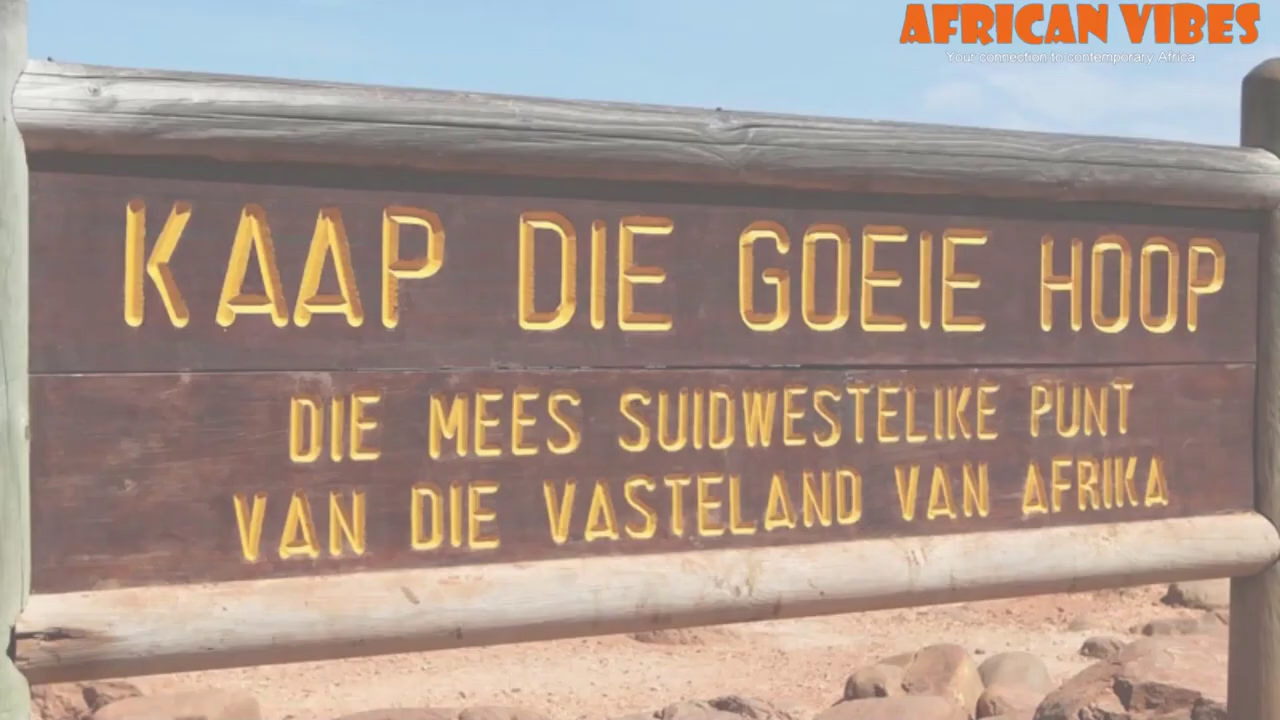 AFRICAN VIBES
Your connection to contemporary Africa
KAAP DIE GOEIE HOOP
DIE MEES SUIDWESTELIKE PUNT
VAN DIE VASTELAND VAN AFRIKA